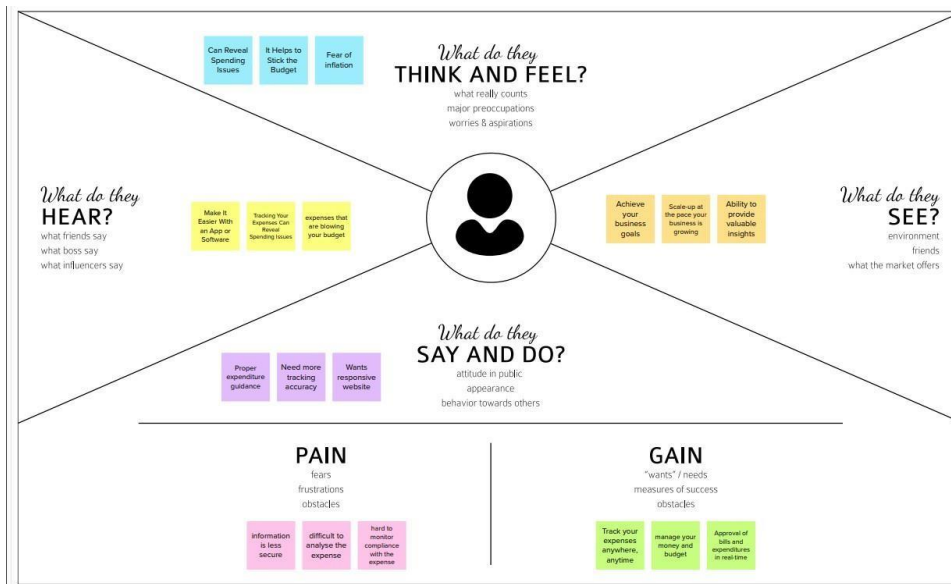 Can Reveal
Spending
Issues
It Helps to
Stick the
Budget
Fear of
inflation
What do they
THINK AND FEEL?
what really counts
major preoccupations
worries & aspirations
What do they
HEAR?
what friends say
what boss say
what influencers say
Make It
Easier With
an App or
Software
Tracking Your
Expenses Can
Reveal
Spending Issues
expenses that
are blowing
your budget
Achieve
your
business
goals
Scale-up at
the pace your
business is
growing
Ability to
provide
valuable
insights
What do they
SEE?
environment
friends
what the market offers
What do they
SAY AND DO?
attitude in public
appearance
behavior towards others
Proper
expenditure
guidance
Need more
tracking
accuracy
Wants
responsive
website
PAIN
fears
frustrations
obstacles
information
is less
secure
difficult to
analyse the
expense
hard to
monitor
compliance
with the
expense
GAIN
"wants" / needs
measures of success
obstacles
Track your
expenses
anywhere,
anytime
manage your
money and
budget
Approval of
bills and
expenditures
in real-time